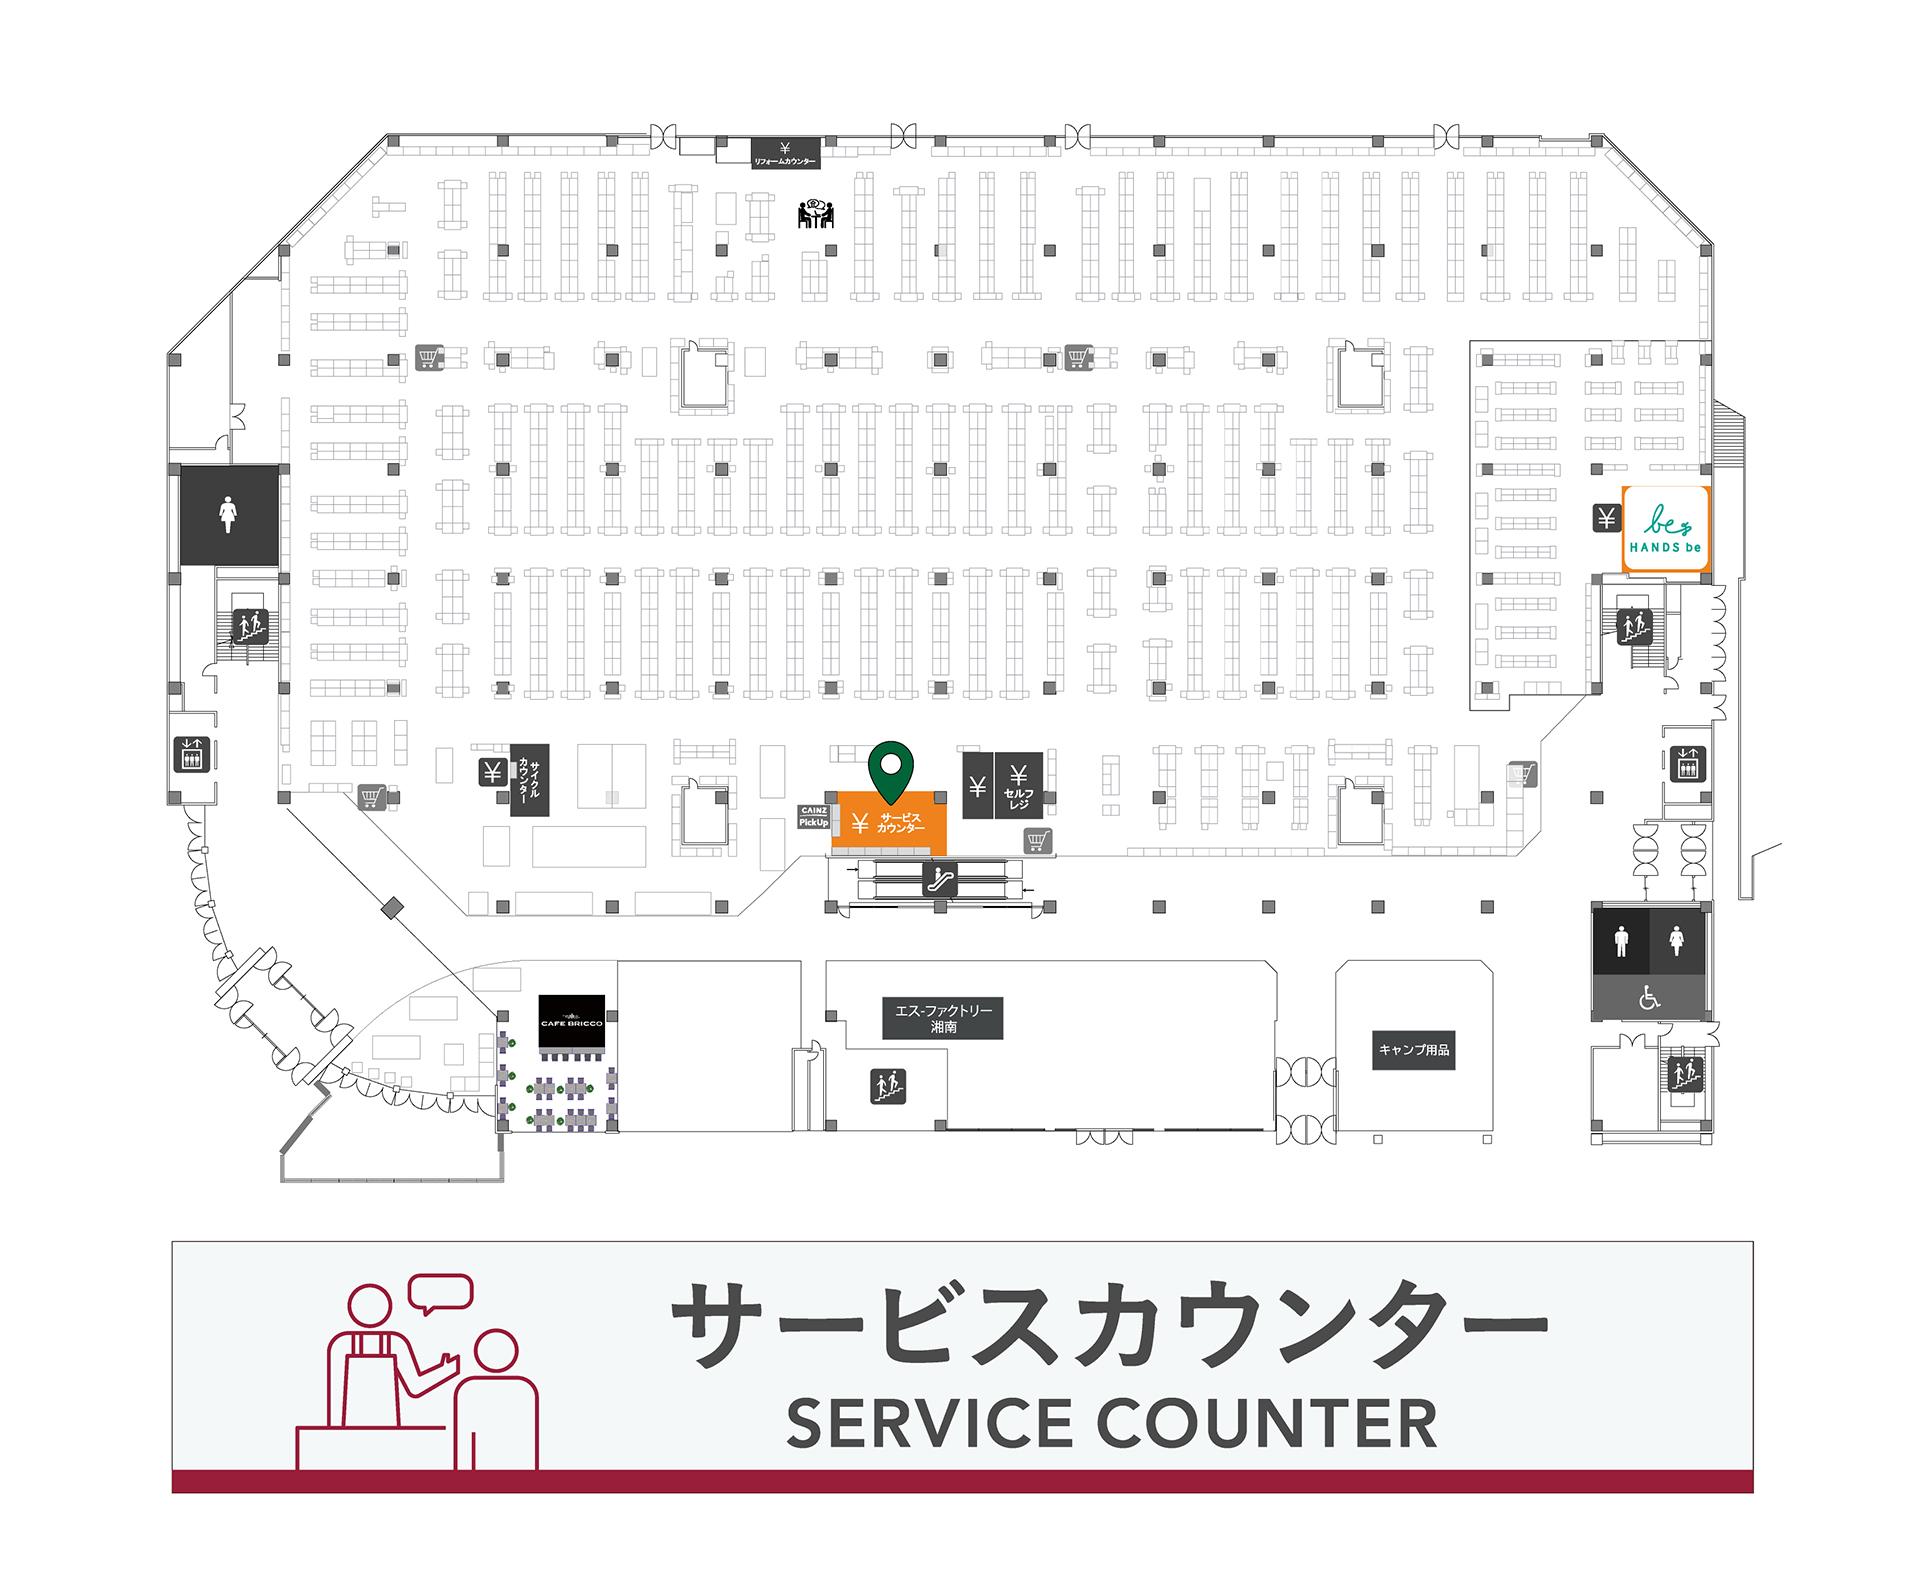 ¥
リフォームカウンター
be
HANDS be
¥
¥
サイクル
カウンター
CAINZ
PickUp
¥
サービス
カウンター
¥
¥
セルフ
レジ
CAFE BRICCO
エス-ファクトリー
湘南
キャンプ用品
サービスカウンター
SERVICE COUNTER